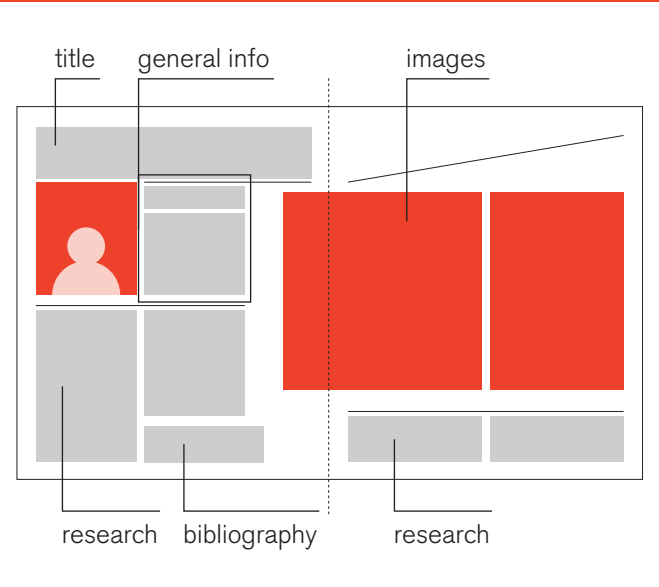 title
general info
images
research
bibliography
research